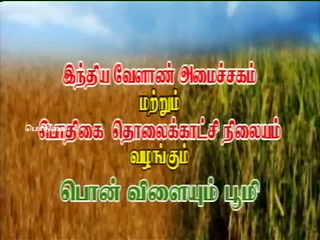 இந்திய வேளாண் அமைச்சகம்
மற்றும்
பொதிகை தொலைக்காட்சி நிலையம்
வழங்கும்
பொன் விளையும் பூமி